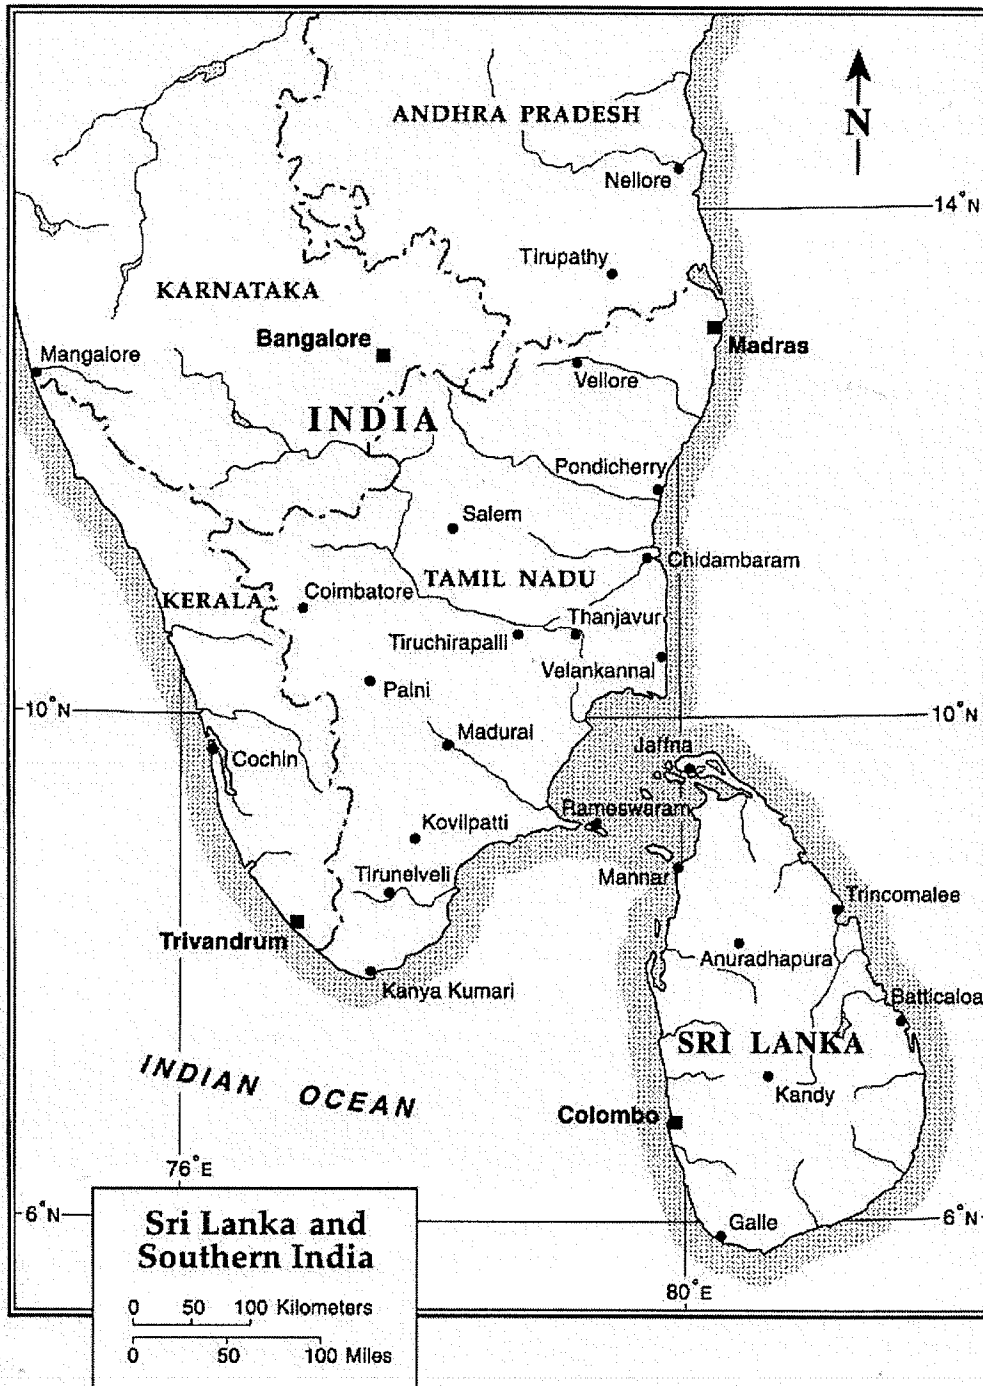 ANDHRA PRADESH
N
Nellore
14°N
Tirupathy
KARNATAKA
Bangalore
Madras
Mangalore
Vellore
INDIA
Pondicherry
Salem
Chidambaram
TAMIL NADU
KERALA
Coimbatore
Thanjavur
Tiruchirapalli
Velankannal
Palni
10°N
10°N
Madurai
Jaffna
Cochin
Rameswaram
Kovilpatti
Tirunelveli
Mannar
Trincomalee
Trivandrum
Anuradhapura
Kanya Kumari
Batticaloa
SRI LANKA
INDIAN OCEAN
Kandy
Colombo
76°E
6°N
6°N
Sri Lanka and
Southern India
Galle
80°E
0 50 100 Kilometers
0 50 100 Miles